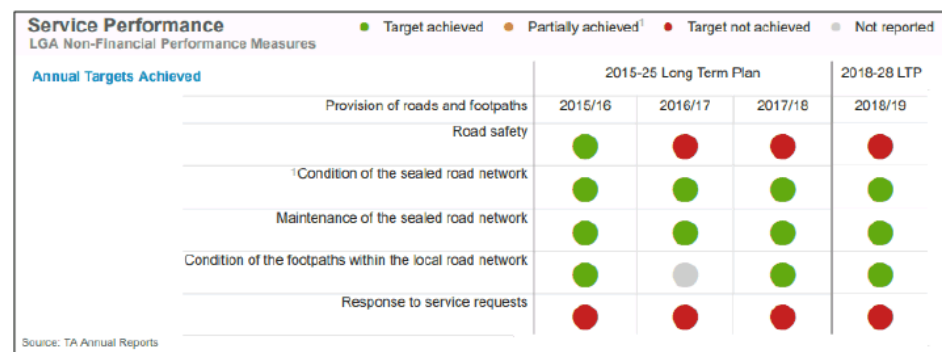 Service Performance
Target achieved Partially achieved¹ Target not achieved Not reported
LGA Non-Financial Performance Measures
Annual Targets Achieved 2015-25 Long Term Plan 2018-28 LTP
Provision of roads and footpaths 2015/16 2016/17 2017/18 2018/19
Road safety
¹Condition of the sealed road network
Maintenance of the sealed road network
Condition of the footpaths within the local road network
Response to service requests
Source: TA Annual Reports